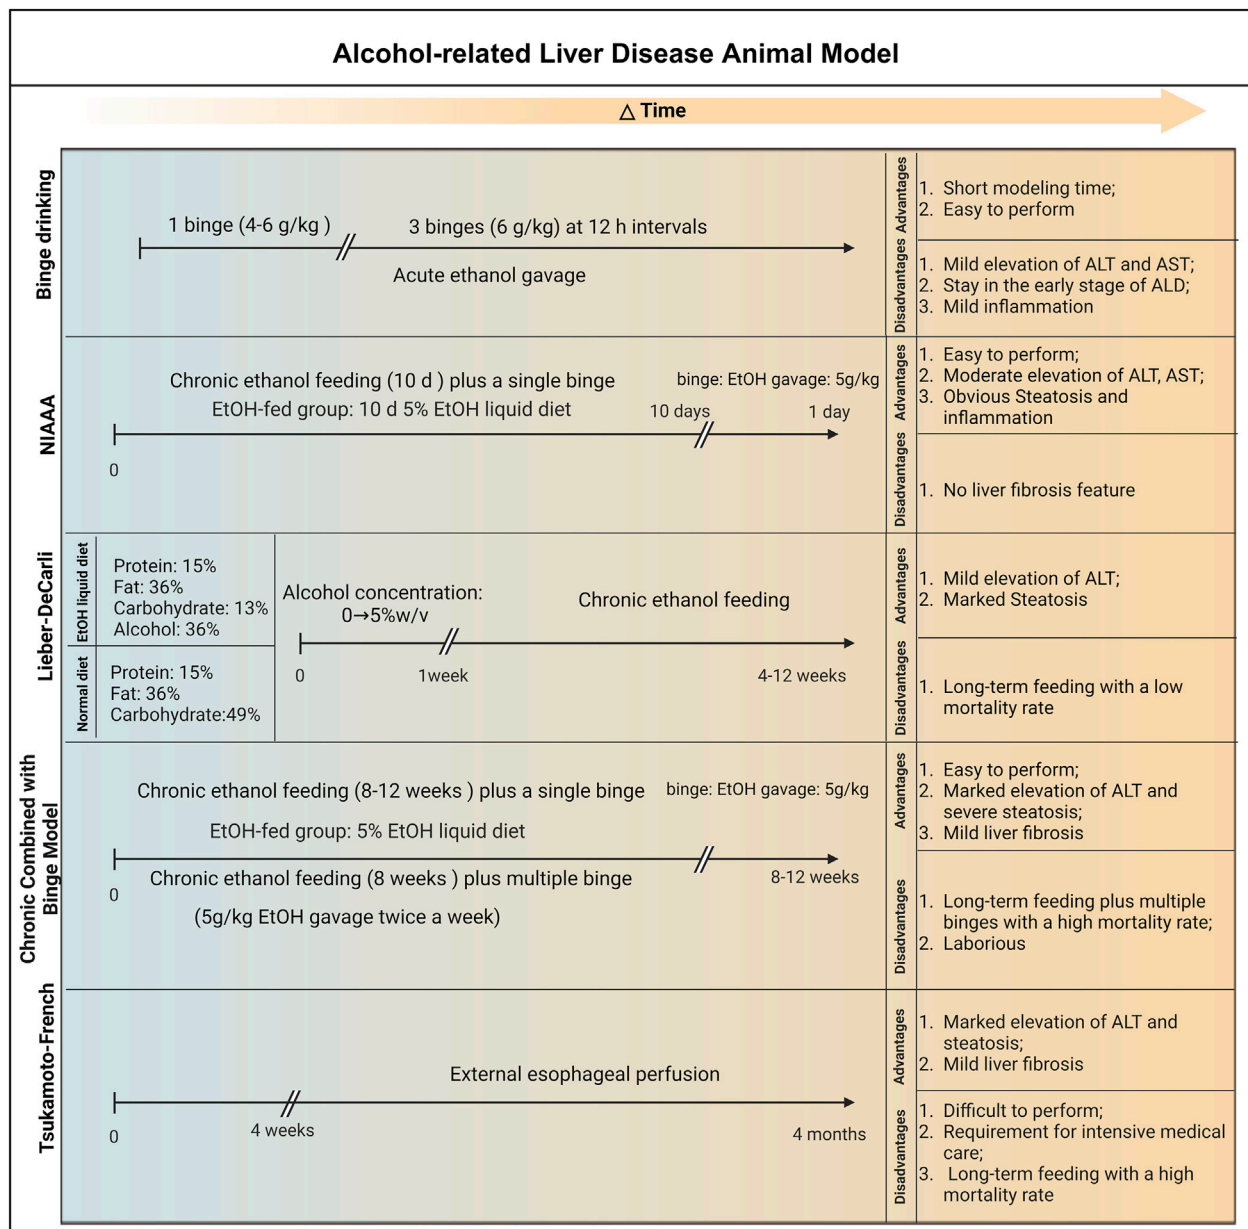 Alcohol-related Liver Disease Animal Model
△ Time
Binge drinking
1 binge (4-6 g/kg )
3 binges (6 g/kg) at 12 h intervals
Acute ethanol gavage
Advantages
1. Short modeling time;
2. Easy to perform
Disadvantages
1. Mild elevation of ALT and AST;
2. Stay in the early stage of ALD;
3. Mild inflammation
NIAAA
Chronic ethanol feeding (10 d ) plus a single binge
binge: EtOH gavage: 5g/kg
EtOH-fed group: 10 d 5% EtOH liquid diet
10 days
1 day
0
Advantages
1. Easy to perform;
2. Moderate elevation of ALT, AST;
3. Obvious Steatosis and
inflammation
Disadvantages
1. No liver fibrosis feature
Lieber-DeCarli
EtOH liquid diet
Protein: 15%
Fat: 36%
Carbohydrate: 13%
Alcohol: 36%
Normal diet
Protein: 15%
Fat: 36%
Carbohydrate:49%
Alcohol concentration:
0→5%w/v
Chronic ethanol feeding
0
1week
4-12 weeks
Advantages
1. Mild elevation of ALT;
2. Marked Steatosis
Disadvantages
1. Long-term feeding with a low
mortality rate
Chronic Combined with
Binge Model
Chronic ethanol feeding (8-12 weeks ) plus a single binge
binge: EtOH gavage: 5g/kg
EtOH-fed group: 5% EtOH liquid diet
0
8-12 weeks
Chronic ethanol feeding (8 weeks ) plus multiple binge
(5g/kg EtOH gavage twice a week)
Advantages
1. Easy to perform;
2. Marked elevation of ALT and
severe steatosis;
3. Mild liver fibrosis
Disadvantages
1. Long-term feeding plus multiple
binges with a high mortality rate;
2. Laborious
Tsukamoto-French
External esophageal perfusion
0
4 weeks
4 months
Advantages
1. Marked elevation of ALT and
steatosis;
2. Mild liver fibrosis
Disadvantages
1. Difficult to perform;
2. Requirement for intensive medical
care;
3. Long-term feeding with a high
mortality rate